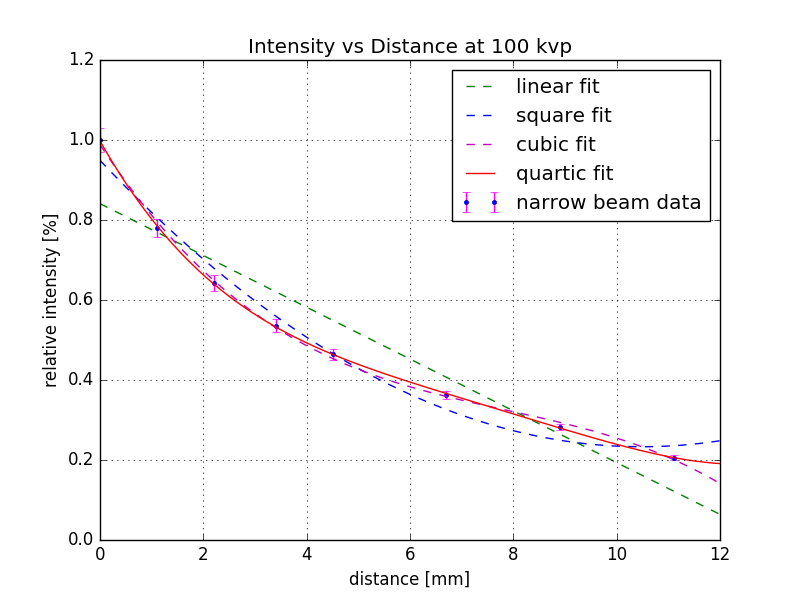 Intensity vs Distance at 100 kvp
1.2
1.0
0.8
0.6
0.4
0.2
0.0
relative intensity [%]
linear fit
square fit
cubic fit
quartic fit
narrow beam data
0 2 4 6 8 10 12
distance [mm]